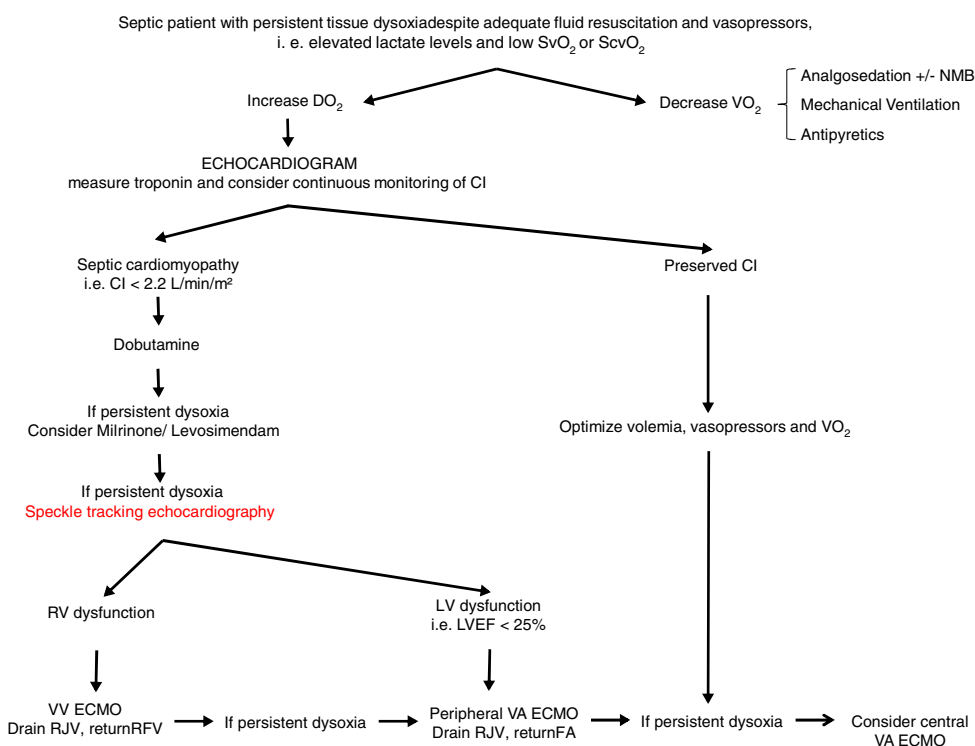 Septic patient with persistent tissue dysoxiadespite adequate fluid resuscitation and vasopressors,
i. e. elevated lactate levels and low SvO₂ or ScvO₂
Increase DO₂
Decrease VO₂
Analgosedation +/- NMB
Mechanical Ventilation
Antipyretics
ECHOCARDIOGRAM
measure troponin and consider continuous monitoring of CI
Septic cardiomyopathy
i.e. CI < 2.2 L/min/m²
Preserved CI
Dobutamine
If persistent dysoxia
Consider Milrinone/ Levosimendam
Optimize volemia, vasopressors and VO₂
If persistent dysoxia
Speckle tracking echocardiography
RV dysfunction
LV dysfunction
i.e. LVEF < 25%
VV ECMO
Drain RJV, returnRFV
If persistent dysoxia
Peripheral VA ECMO
Drain RJV, returnFA
If persistent dysoxia
Consider central
VA ECMO